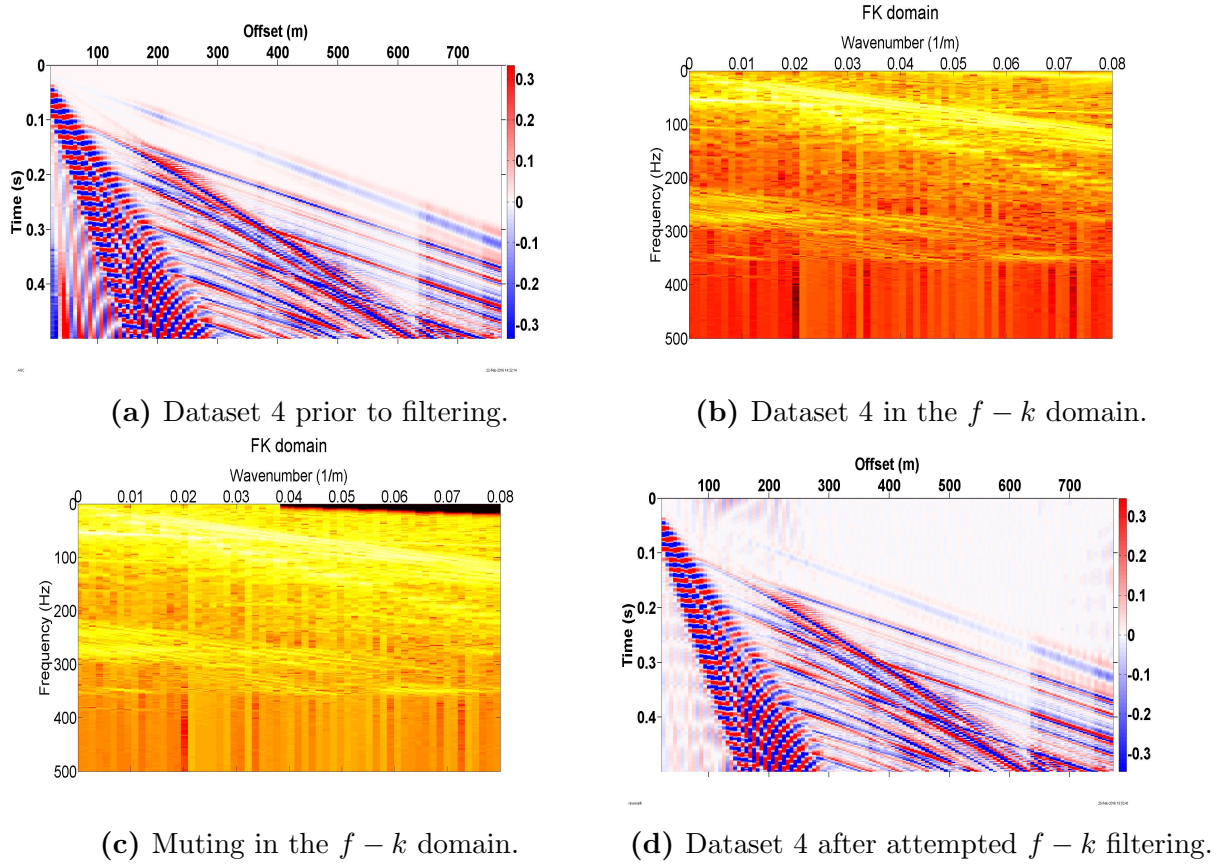 Offset (m)
100 200 300 400 500 600 700
0
0.1
0.2
0.3
0.4
Time (s)
0.3
0.2
0.1
0
-0.1
-0.2
-0.3
(a) Dataset 4 prior to filtering.
FK domain
Wavenumber (1/m)
0 0.01 0.02 0.03 0.04 0.05 0.06 0.07 0.08
0
100
200
300
400
500
Frequency (Hz)
(b) Dataset 4 in the f − k domain.
FK domain
Wavenumber (1/m)
0 0.01 0.02 0.03 0.04 0.05 0.06 0.07 0.08
0
100
200
300
400
500
Frequency (Hz)
(c) Muting in the f − k domain.
Offset (m)
100 200 300 400 500 600 700
0
0.1
0.2
0.3
0.4
Time (s)
0.3
0.2
0.1
0
-0.1
-0.2
-0.3
(d) Dataset 4 after attempted f − k filtering.